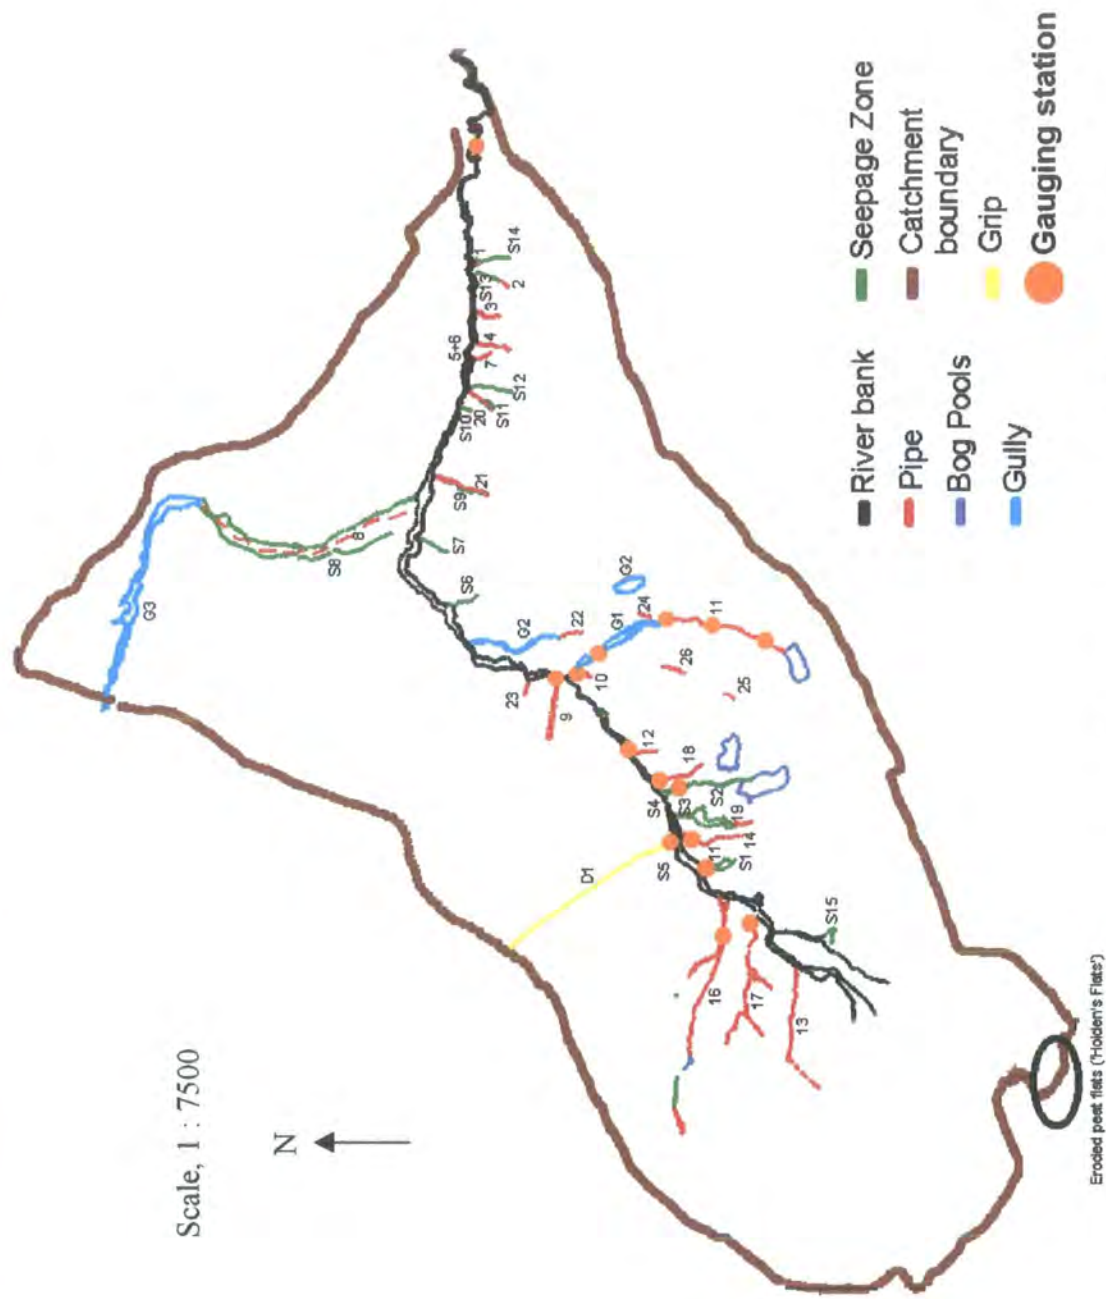 Scale, 1 : 7500
N
G3
S8
8
S7
S6
S9
21
S10
20
S11
S12
5+6
7
4
3
S13
2
1
S14
G2
22
23
9
10
G1
G2
24
11
26
25
12
18
S4
S3
S2
19
14
S5
11
S1
D1
16
17
13
S15
Eroded peat flats ('Holden's Flats')
River bank
Pipe
Bog Pools
Gully
Seepage Zone
Catchment
boundary
Grip
Gauging station